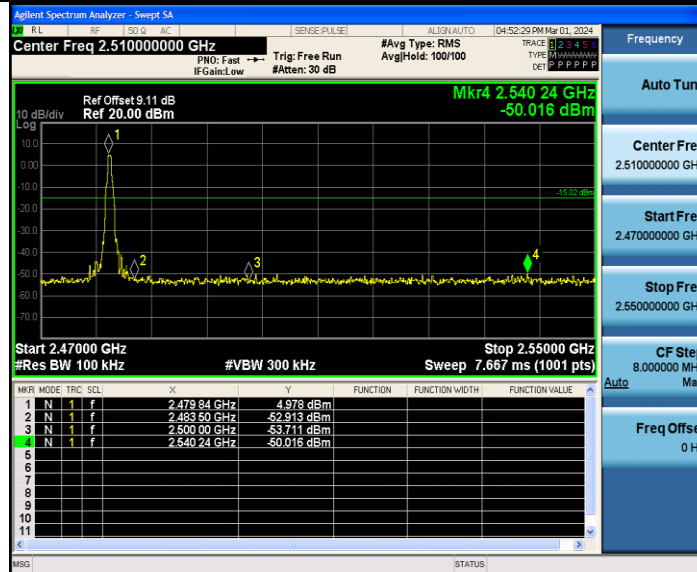 Agilent Spectrum Analyzer - Swept SA
RL RF 50 Ω AC SENSE:PULSE ALIGN AUTO 04:52:29 PM Mar 01, 2024
Center Freq 2.510000000 GHz
PNO: Fast
IFGain:Low
Trig: Free Run
#Atten: 30 dB
#Avg Type: RMS
Avg|Hold: 100/100
TRACE 1 2 3 4 5 6
TYPE M
DET P P P P P P
Ref Offset 9.11 dB
10 dB/div Ref 20.00 dBm
Log
Mkr4 2.540 24 GHz
-50.016 dBm
10.0
0.00
-10.0
-20.0
-30.0
-40.0
-50.0
-60.0
-70.0
1
2
3
4
-15.02 dBm
Start 2.47000 GHz Stop 2.55000 GHz
#Res BW 100 kHz #VBW 300 kHz Sweep 7.667 ms (1001 pts)
MKR MODE TRC SCL X Y FUNCTION FUNCTION WIDTH FUNCTION VALUE
1 N 1 f 2.479 84 GHz 4.978 dBm
2 N 1 f 2.483 50 GHz -52.913 dBm
3 N 1 f 2.500 00 GHz -53.711 dBm
4 N 1 f 2.540 24 GHz -50.016 dBm
5
6
7
8
9
10
11
MSG STATUS
Frequency
Auto Tun
Center Fre
2.510000000 GH
Start Fre
2.470000000 GH
Stop Fre
2.550000000 GH
CF Ste
8.000000 MH
Auto Ma
Freq Offse
0 H